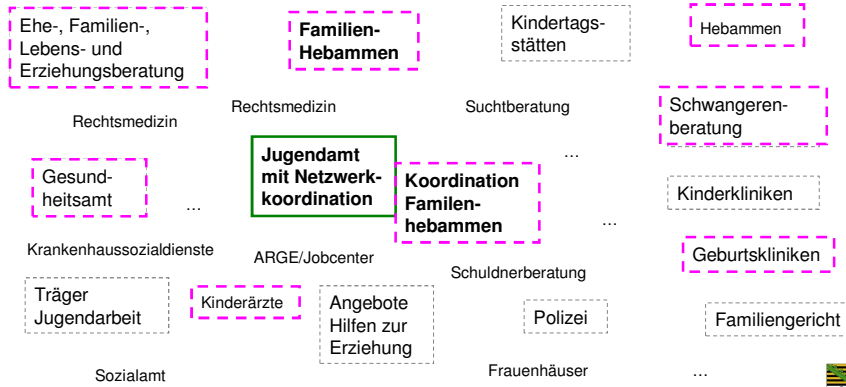 Ehe-, Familien-,
Lebens- und
Erziehungsberatung
Familien-
Hebammen
Kindertags-
stätten
Hebammen
Rechtsmedizin
Rechtsmedizin
Suchtberatung
Schwangeren-
beratung
Jugendamt
mit Netzwerk-
koordination
Koordination
Familen-
hebammen
...
Gesund-
heitsamt
...
Kinderkliniken
...
Krankenhaussozialdienste
ARGE/Jobcenter
Schuldnerberatung
Geburtskliniken
Träger
Jugendarbeit
Kinderärzte
Angebote
Hilfen zur
Erziehung
Polizei
Familiengericht
Sozialamt
Frauenhäuser
...